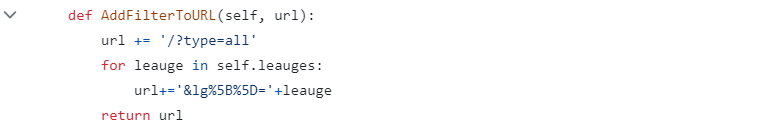 def AddFilterToURL(self, url):
url += '/?type=all'
for leauge in self.leauges:
url+='&lg%5B%5D='+leauge
return url